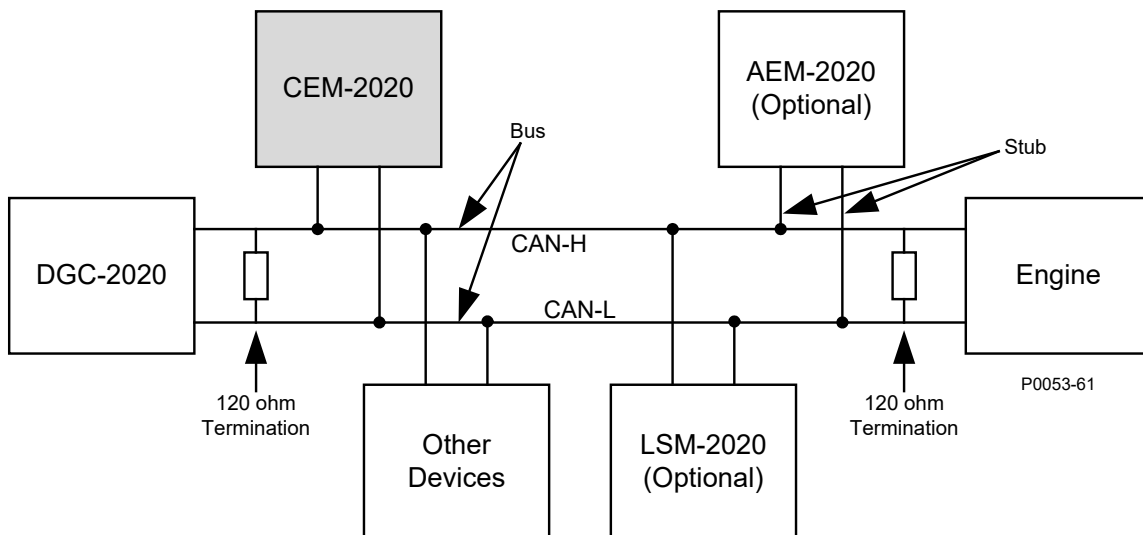 CEM-2020
AEM-2020
(Optional)
Bus
Stub
DGC-2020
CAN-H
Engine
CAN-L
P0053-61
120 ohm
Termination
Other
Devices
LSM-2020
(Optional)
120 ohm
Termination